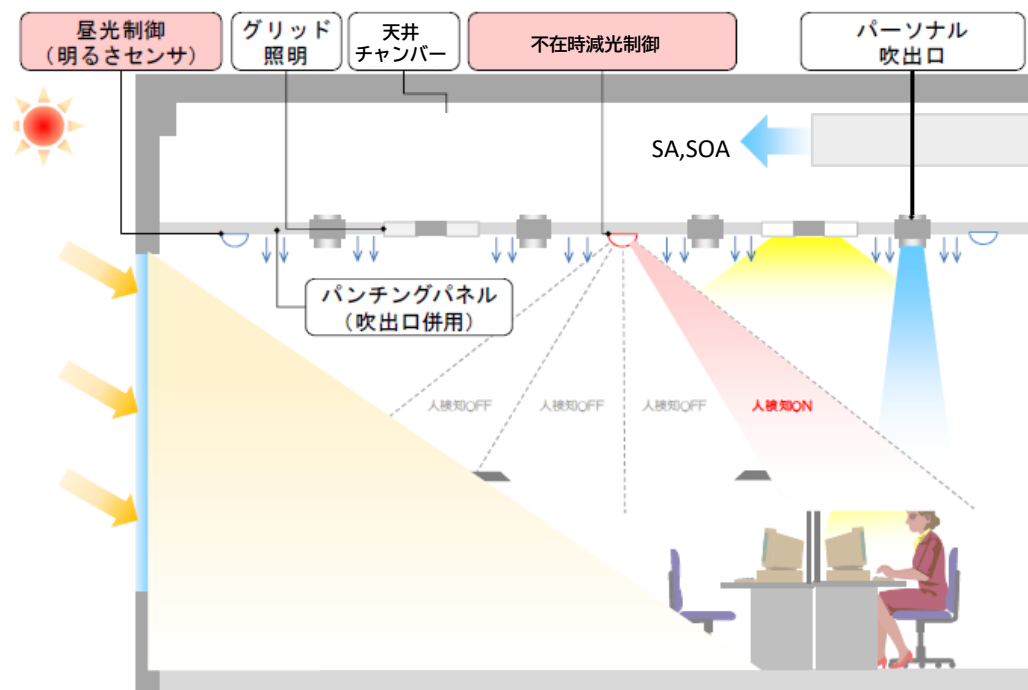 昼光制御
(明るさセンサ)
グリッド
照明
天井
チャンバー
不在時減光制御
パーソナル
吹出口
SA,SOA
パンチングパネル
(吹出口併用)
人検知OFF
人検知OFF
人検知OFF
人検知ON